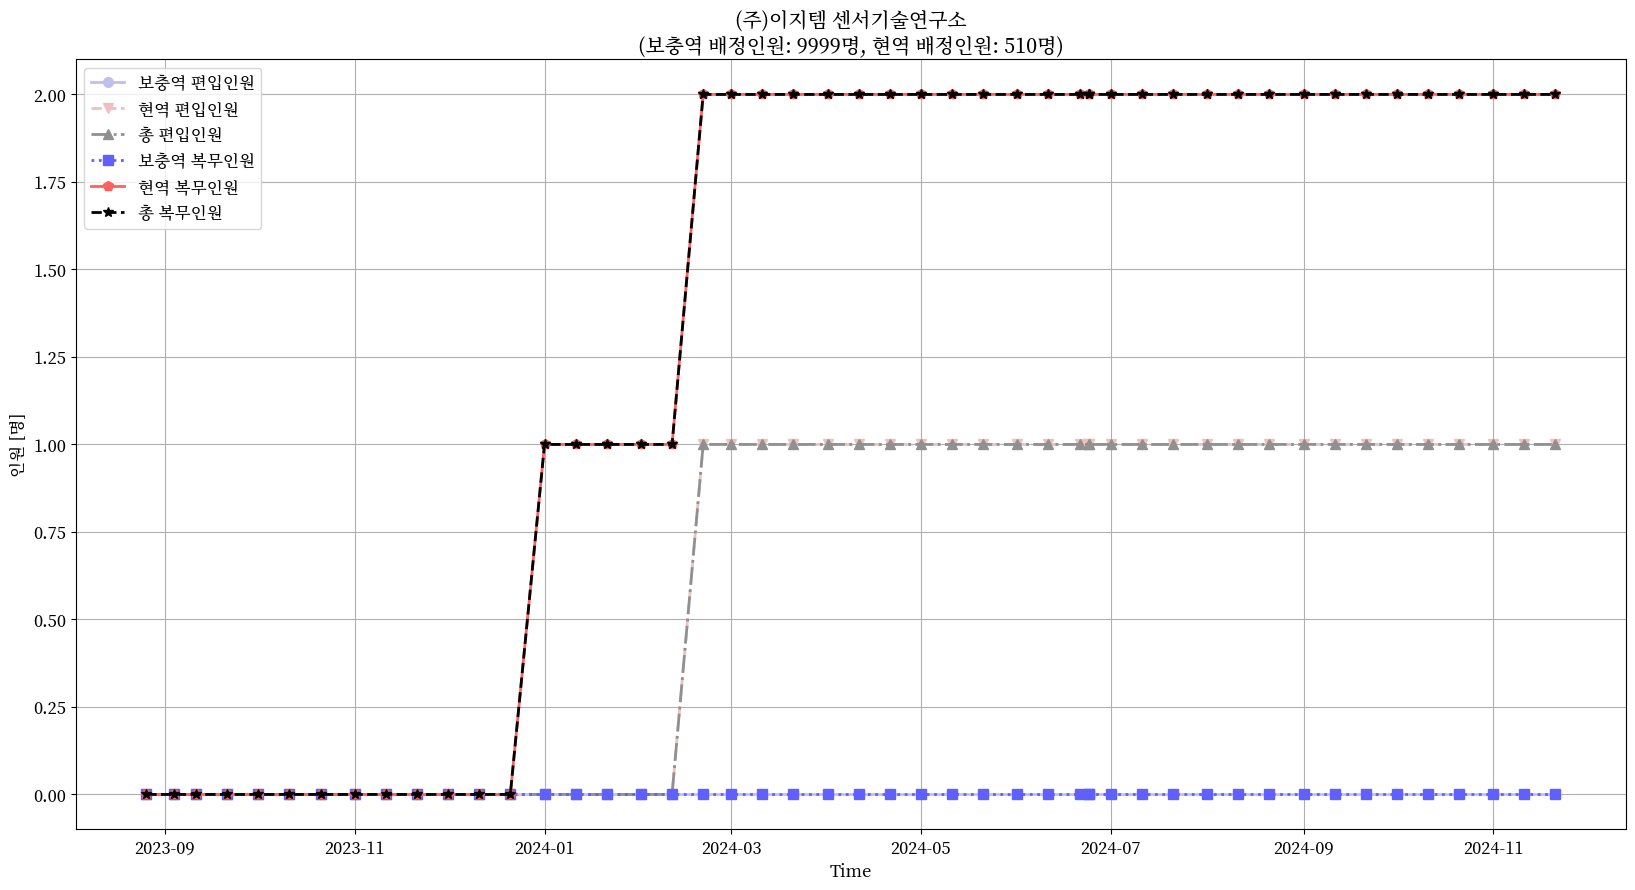 (주)이지템 센서기술연구소
(보충역 배정인원: 9999명, 현역 배정인원: 510명)
보충역 편입인원
현역 편입인원
총 편입인원
보충역 복무인원
현역 복무인원
총 복무인원
2.00
1.75
1.50
1.25
1.00
0.75
0.50
0.25
0.00
인원 [명]
2023-09 2023-11 2024-01 2024-03 2024-05 2024-07 2024-09 2024-11
Time